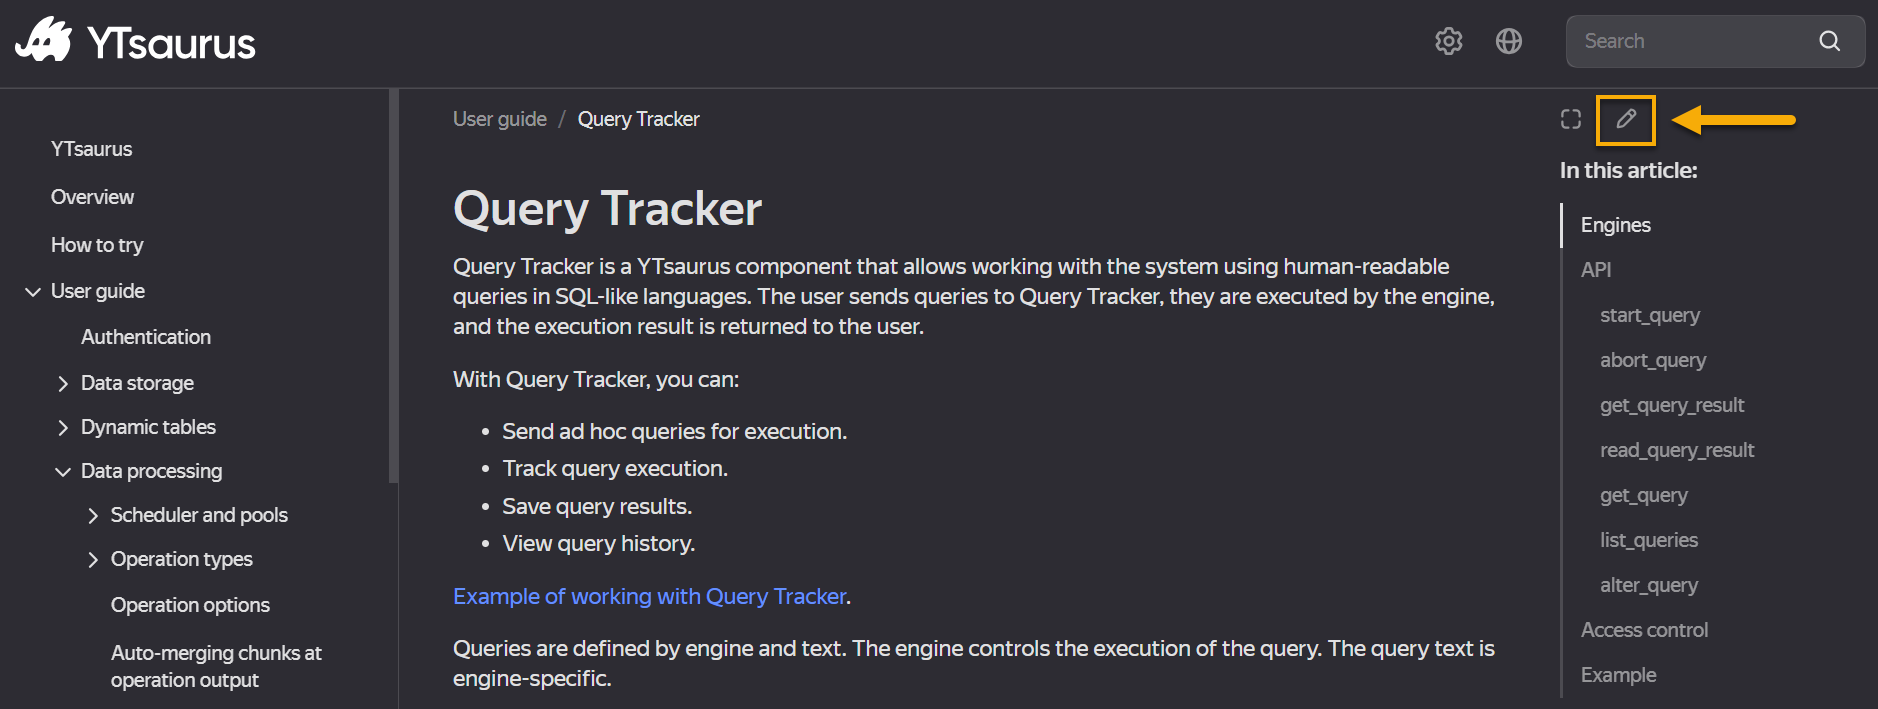 YTsaurus
Search
YTsaurus
Overview
How to try
User guide
Authentication
Data storage
Dynamic tables
Data processing
Scheduler and pools
Operation types
Operation options
Auto-merging chunks at
operation output
User guide / Query Tracker
Query Tracker
Query Tracker is a YTsaurus component that allows working with the system using human-readable
queries in SQL-like languages. The user sends queries to Query Tracker, they are executed by the engine,
and the execution result is returned to the user.
With Query Tracker, you can:
• Send ad hoc queries for execution.
• Track query execution.
• Save query results.
• View query history.
Example of working with Query Tracker.
Queries are defined by engine and text. The engine controls the execution of the query. The query text is
engine-specific.
In this article:
Engines
API
start_query
abort_query
get_query_result
read_query_result
get_query
list_queries
alter_query
Access control
Example